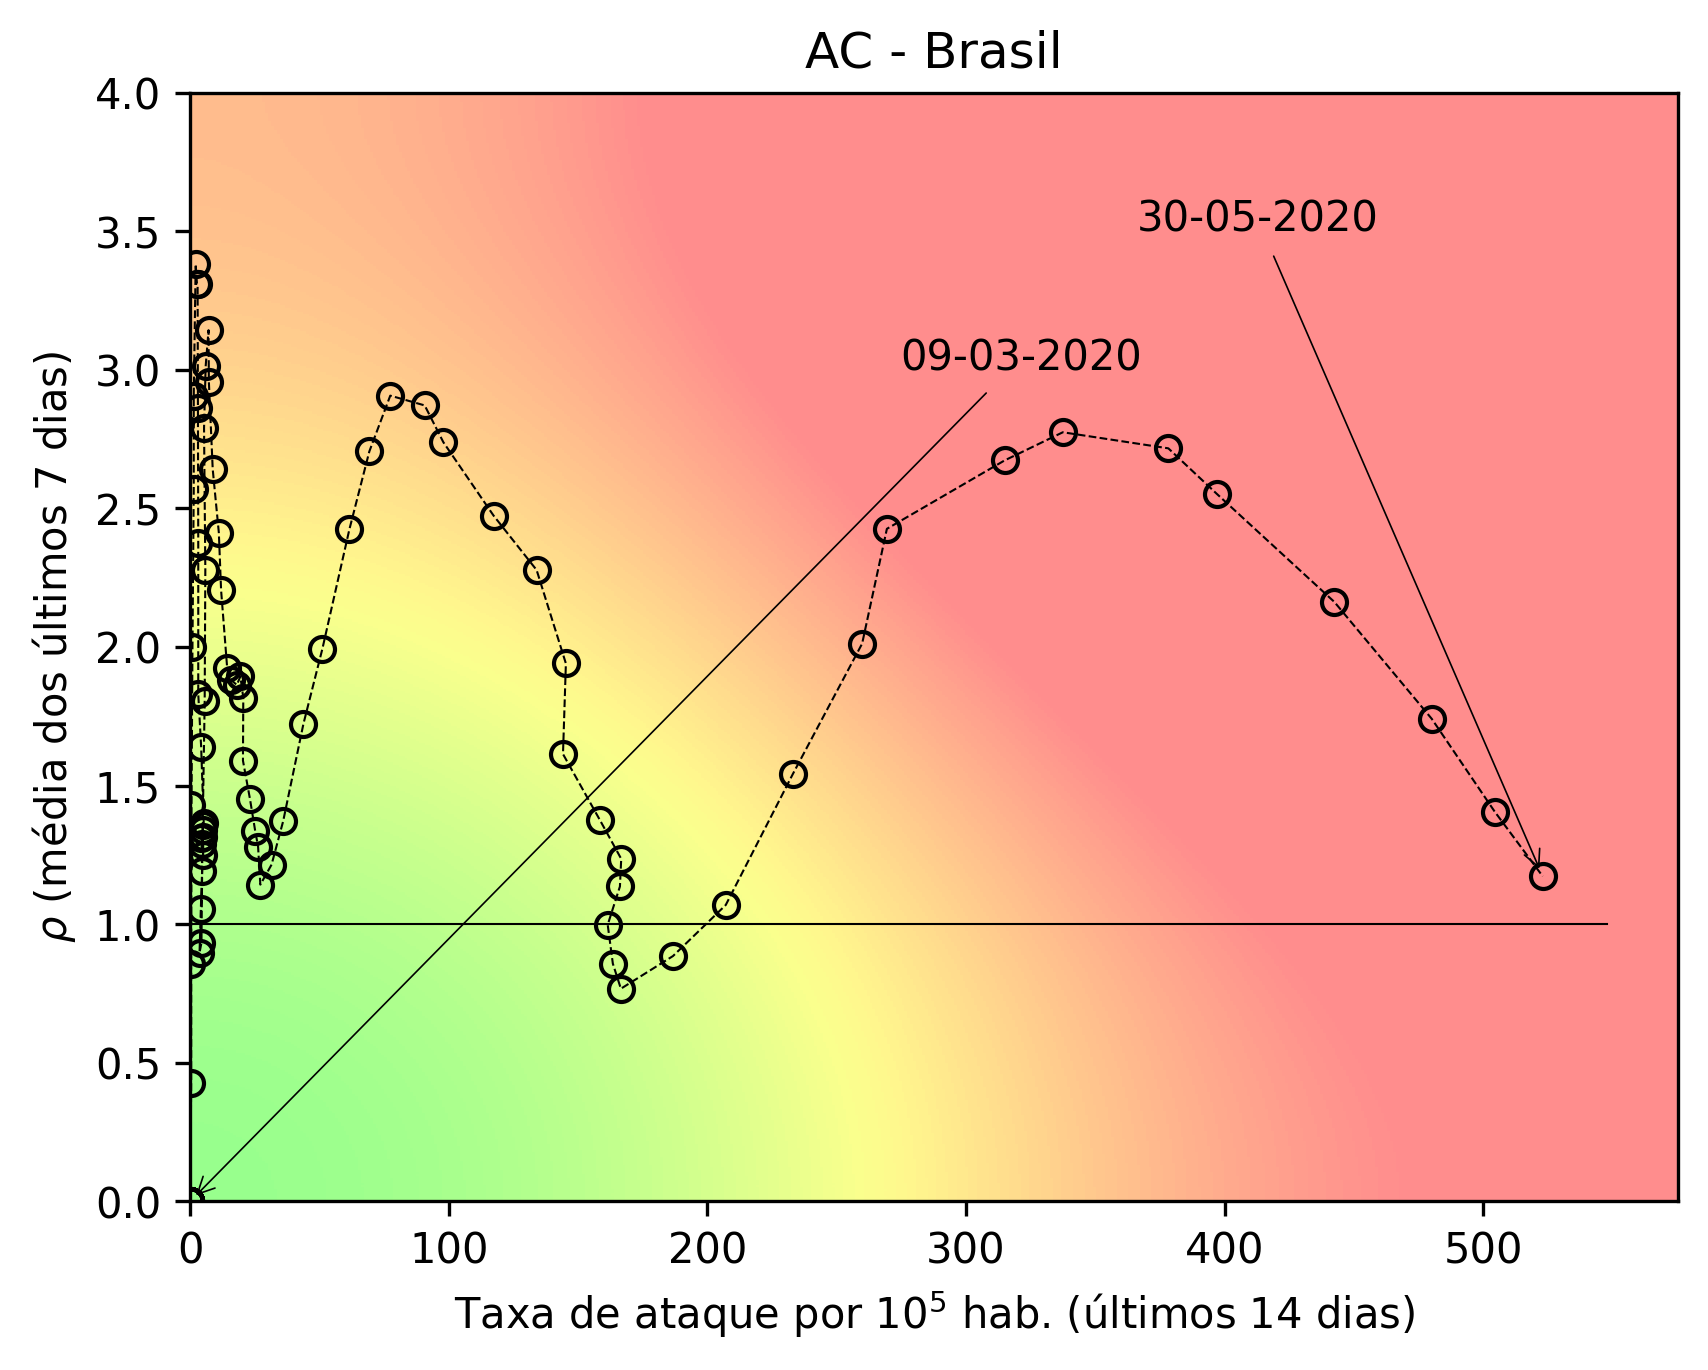 AC - Brasil
4.0
3.5
3.0
2.5
2.0
1.5
1.0
0.5
0.0
ρ (média dos últimos 7 dias)
30-05-2020
09-03-2020
0 100 200 300 400 500
Taxa de ataque por 10⁵ hab. (últimos 14 dias)